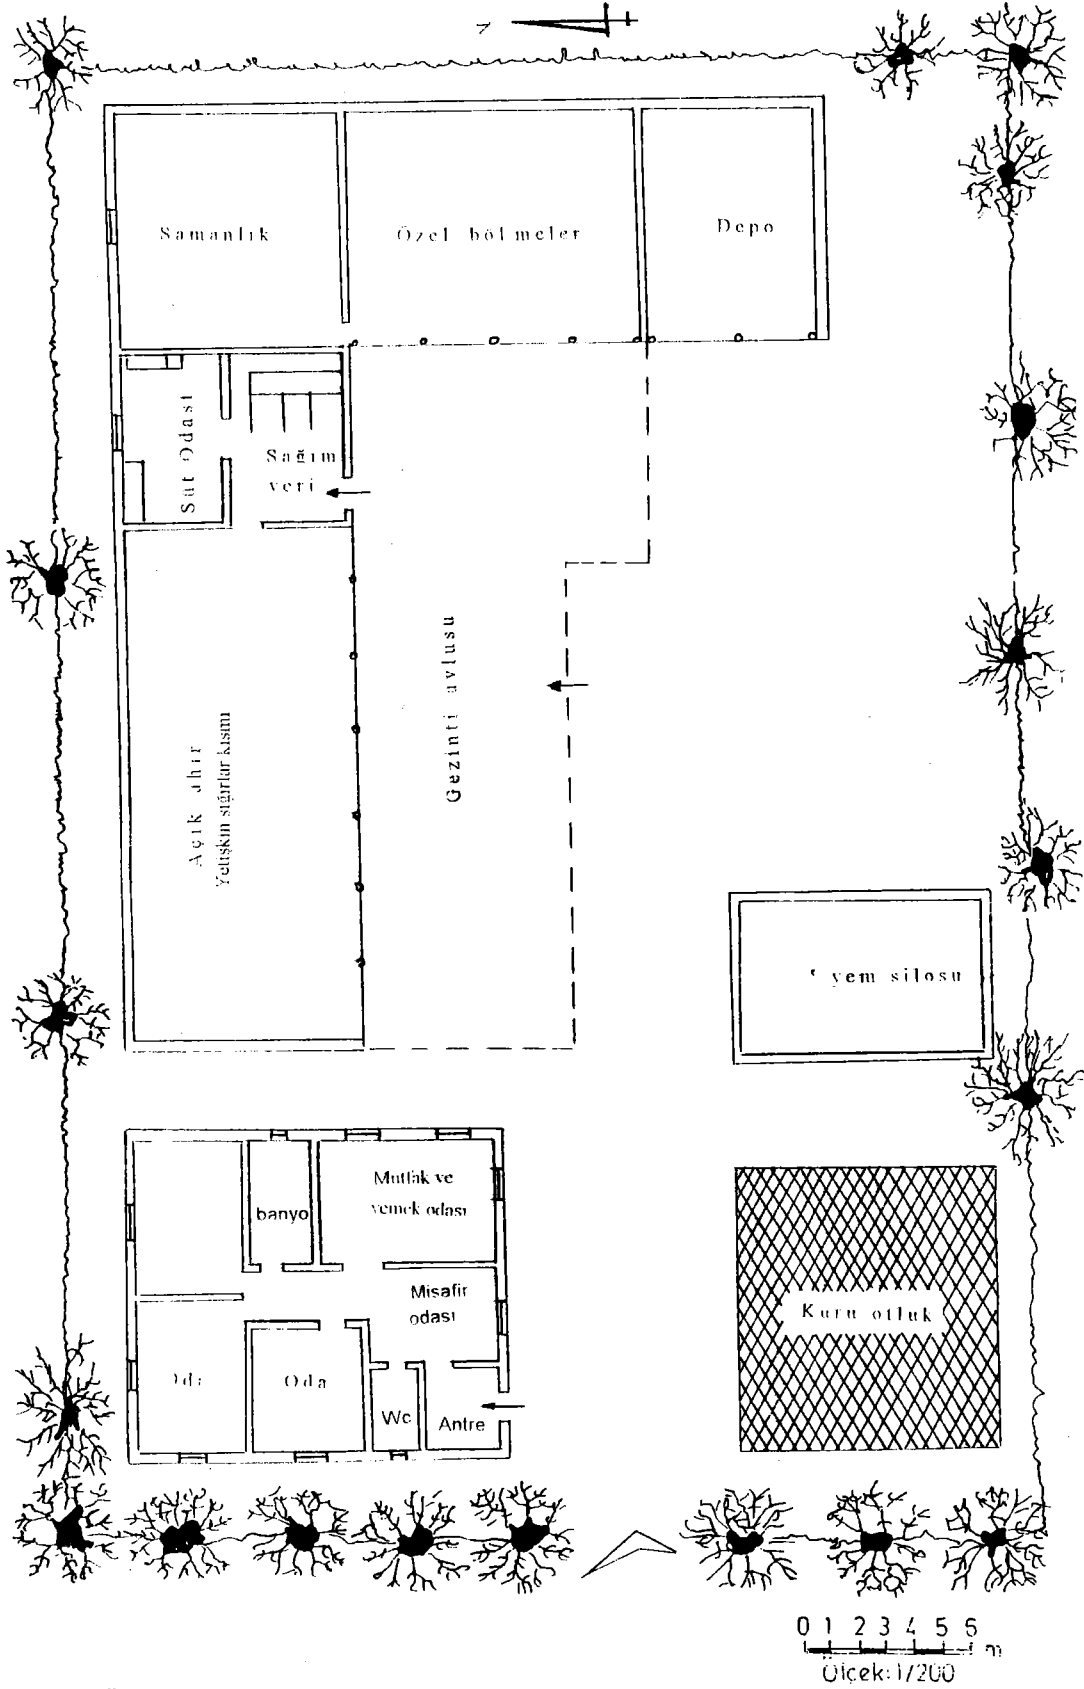 Samanlık
Özel bölmeler
Depo
Süt Odası
Sağım
yeri
Gezinti avlusu
Açık ahır
Yetişkin sığırlar kısmı
yem silosu
Mutfak ve
yemek odası
banyo
Misafir
odası
Kuru otluk
Oda
Wc
Antre
0 1 2 3 4 5 6 m
Ölçek:1/200